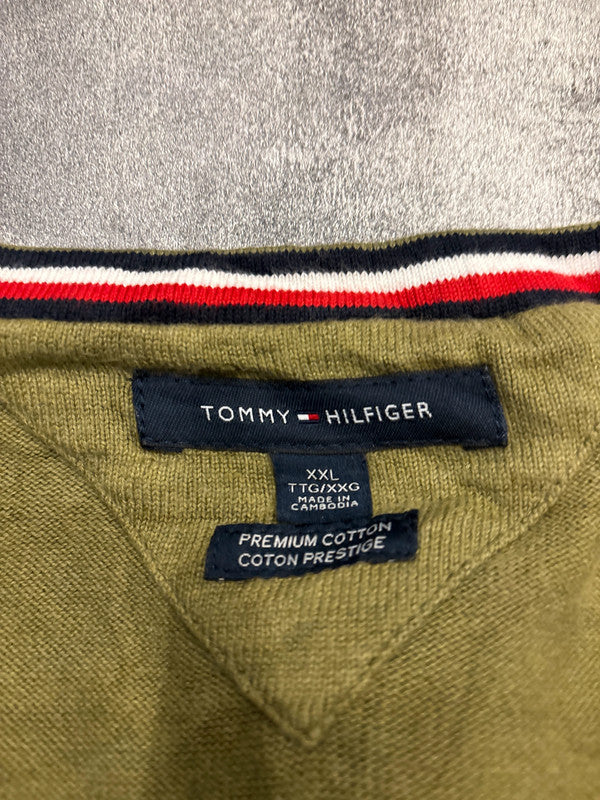 TOMMY HILFIGER
XXL
TTG/XXG
MADE IN
CAMBODIA
PREMIUM COTTON
COTON PRESTIGE